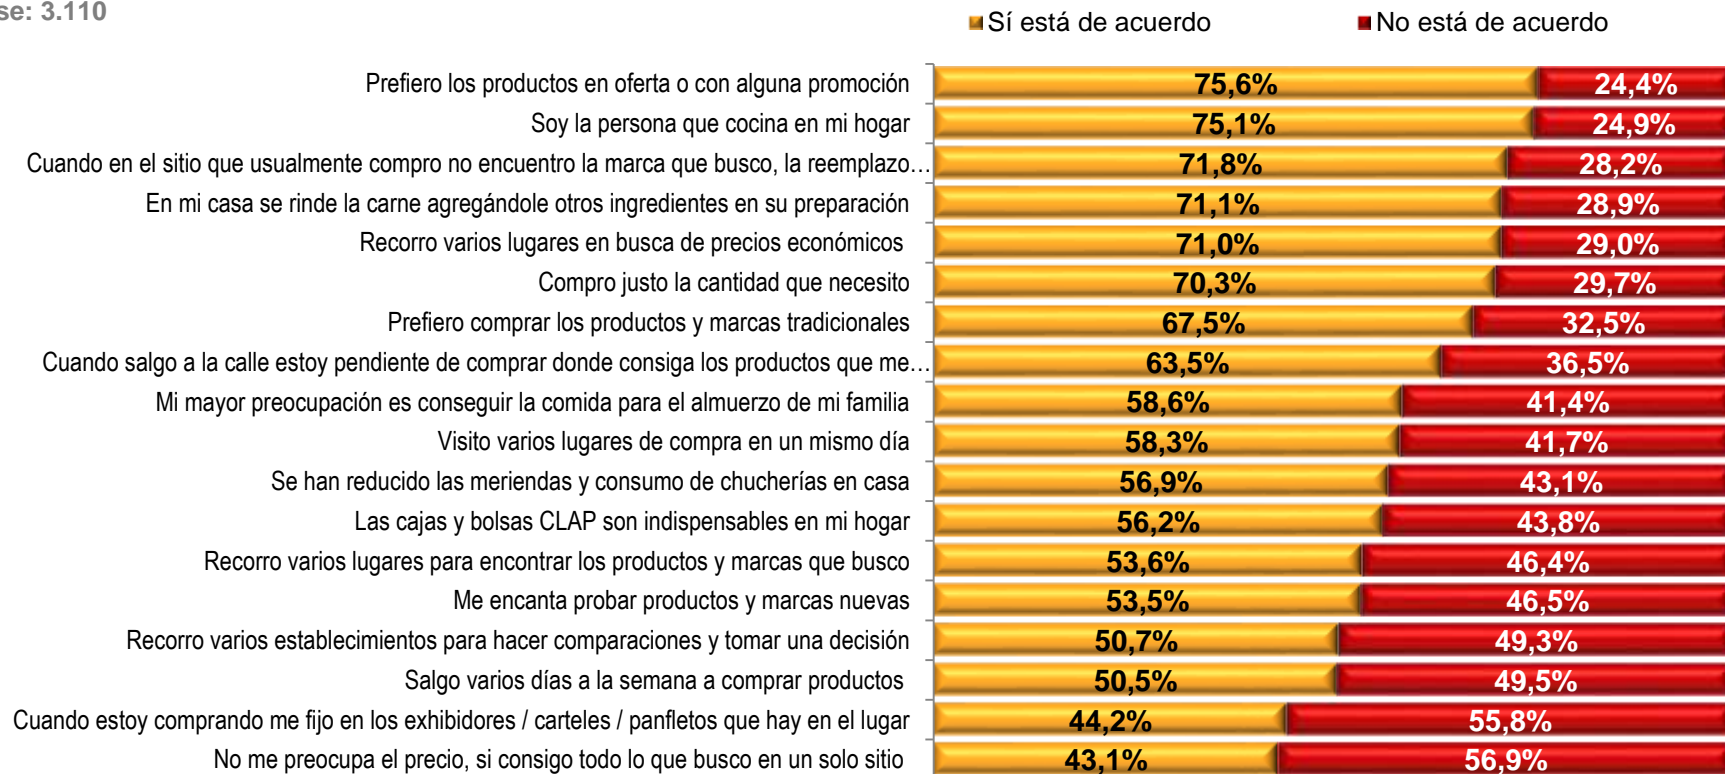 se: 3.110
Sí está de acuerdo No está de acuerdo
Prefiero los productos en oferta o con alguna promoción 75,6% 24,4%
Soy la persona que cocina en mi hogar 75,1% 24,9%
Cuando en el sitio que usualmente compro no encuentro la marca que busco, la reemplazo… 71,8% 28,2%
En mi casa se rinde la carne agregándole otros ingredientes en su preparación 71,1% 28,9%
Recorro varios lugares en busca de precios económicos 71,0% 29,0%
Compro justo la cantidad que necesito 70,3% 29,7%
Prefiero comprar los productos y marcas tradicionales 67,5% 32,5%
Cuando salgo a la calle estoy pendiente de comprar donde consiga los productos que me… 63,5% 36,5%
Mi mayor preocupación es conseguir la comida para el almuerzo de mi familia 58,6% 41,4%
Visito varios lugares de compra en un mismo día 58,3% 41,7%
Se han reducido las meriendas y consumo de chucherías en casa 56,9% 43,1%
Las cajas y bolsas CLAP son indispensables en mi hogar 56,2% 43,8%
Recorro varios lugares para encontrar los productos y marcas que busco 53,6% 46,4%
Me encanta probar productos y marcas nuevas 53,5% 46,5%
Recorro varios establecimientos para hacer comparaciones y tomar una decisión 50,7% 49,3%
Salgo varios días a la semana a comprar productos 50,5% 49,5%
Cuando estoy comprando me fijo en los exhibidores / carteles / panfletos que hay en el lugar 44,2% 55,8%
No me preocupa el precio, si consigo todo lo que busco en un solo sitio 43,1% 56,9%